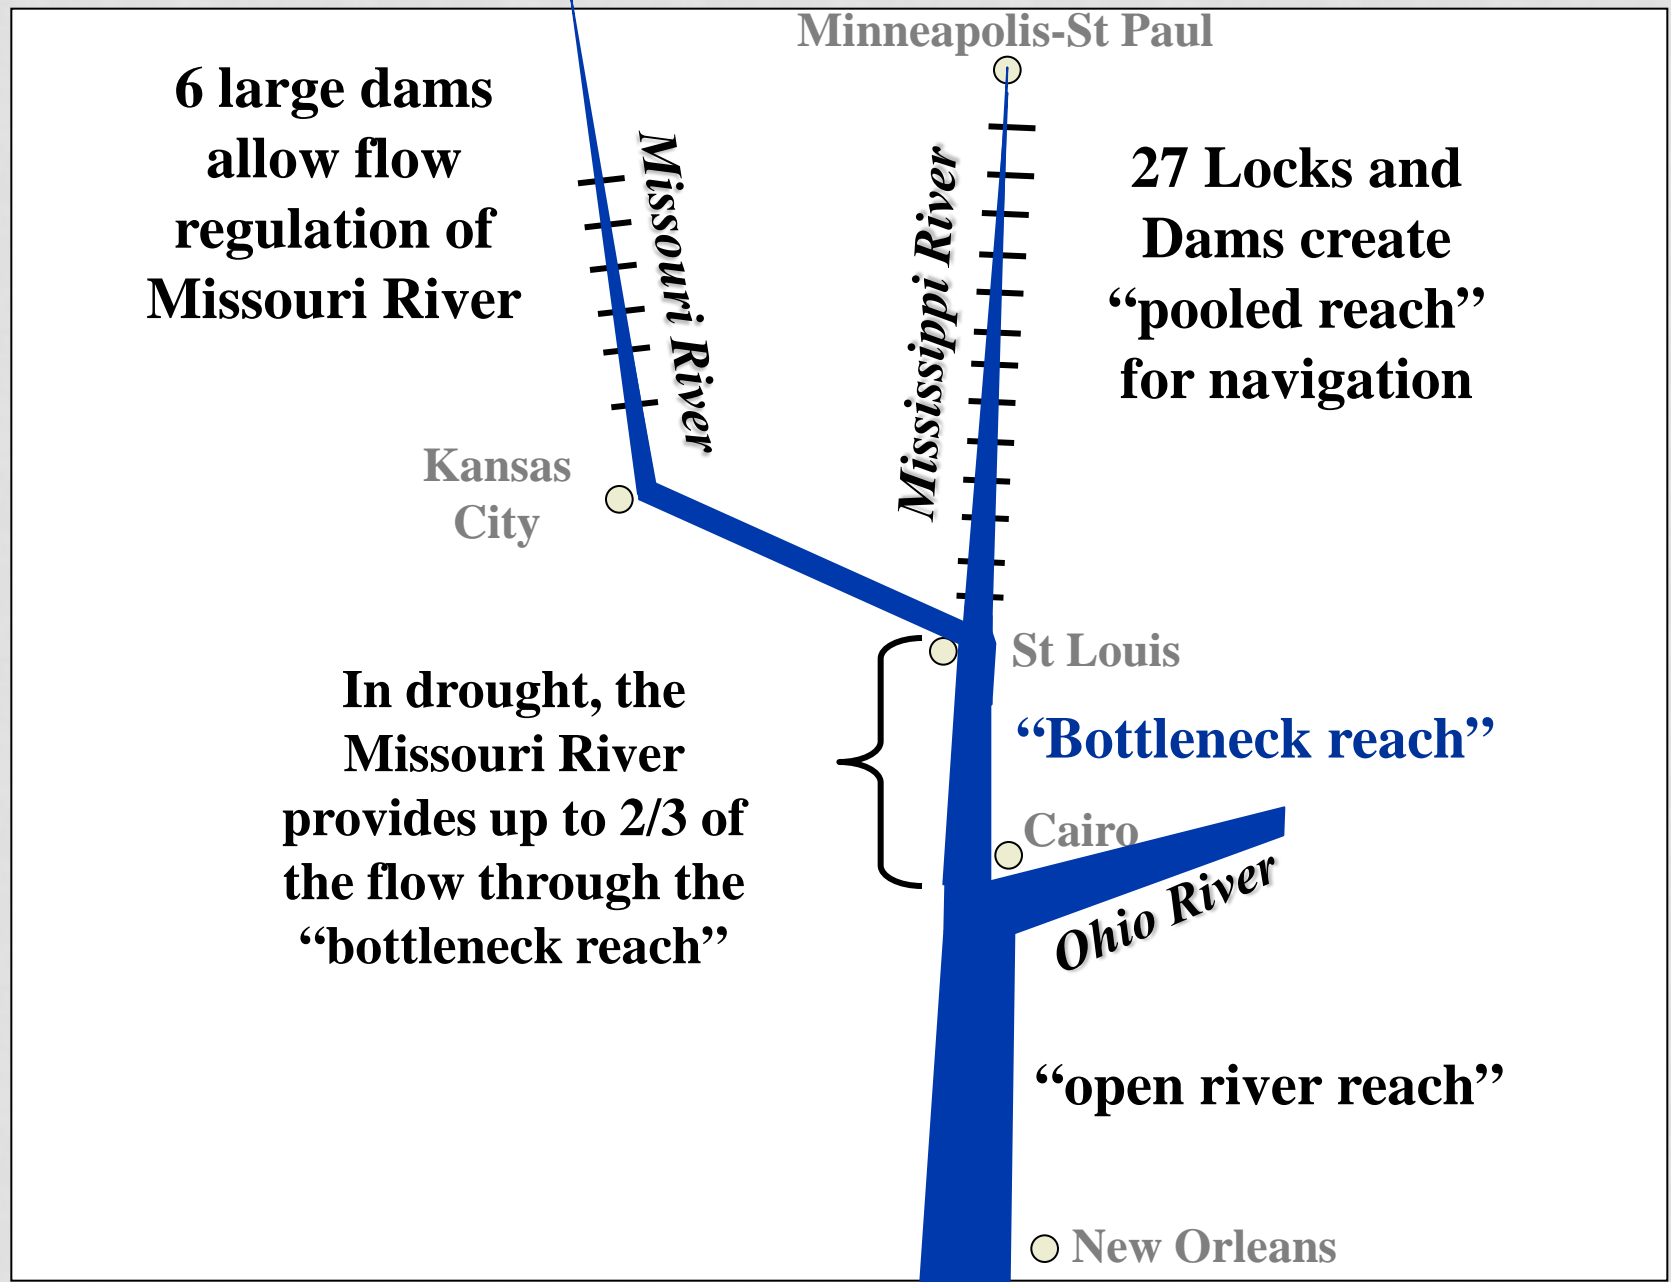 Minneapolis-St Paul
6 large dams
allow flow
regulation of
Missouri River
Missouri River
Mississippi River
27 Locks and
Dams create
“pooled reach”
for navigation
Kansas
City
St Louis
In drought, the
Missouri River
provides up to 2/3 of
the flow through the
“bottleneck reach”
“Bottleneck reach”
Cairo
Ohio River
“open river reach”
New Orleans